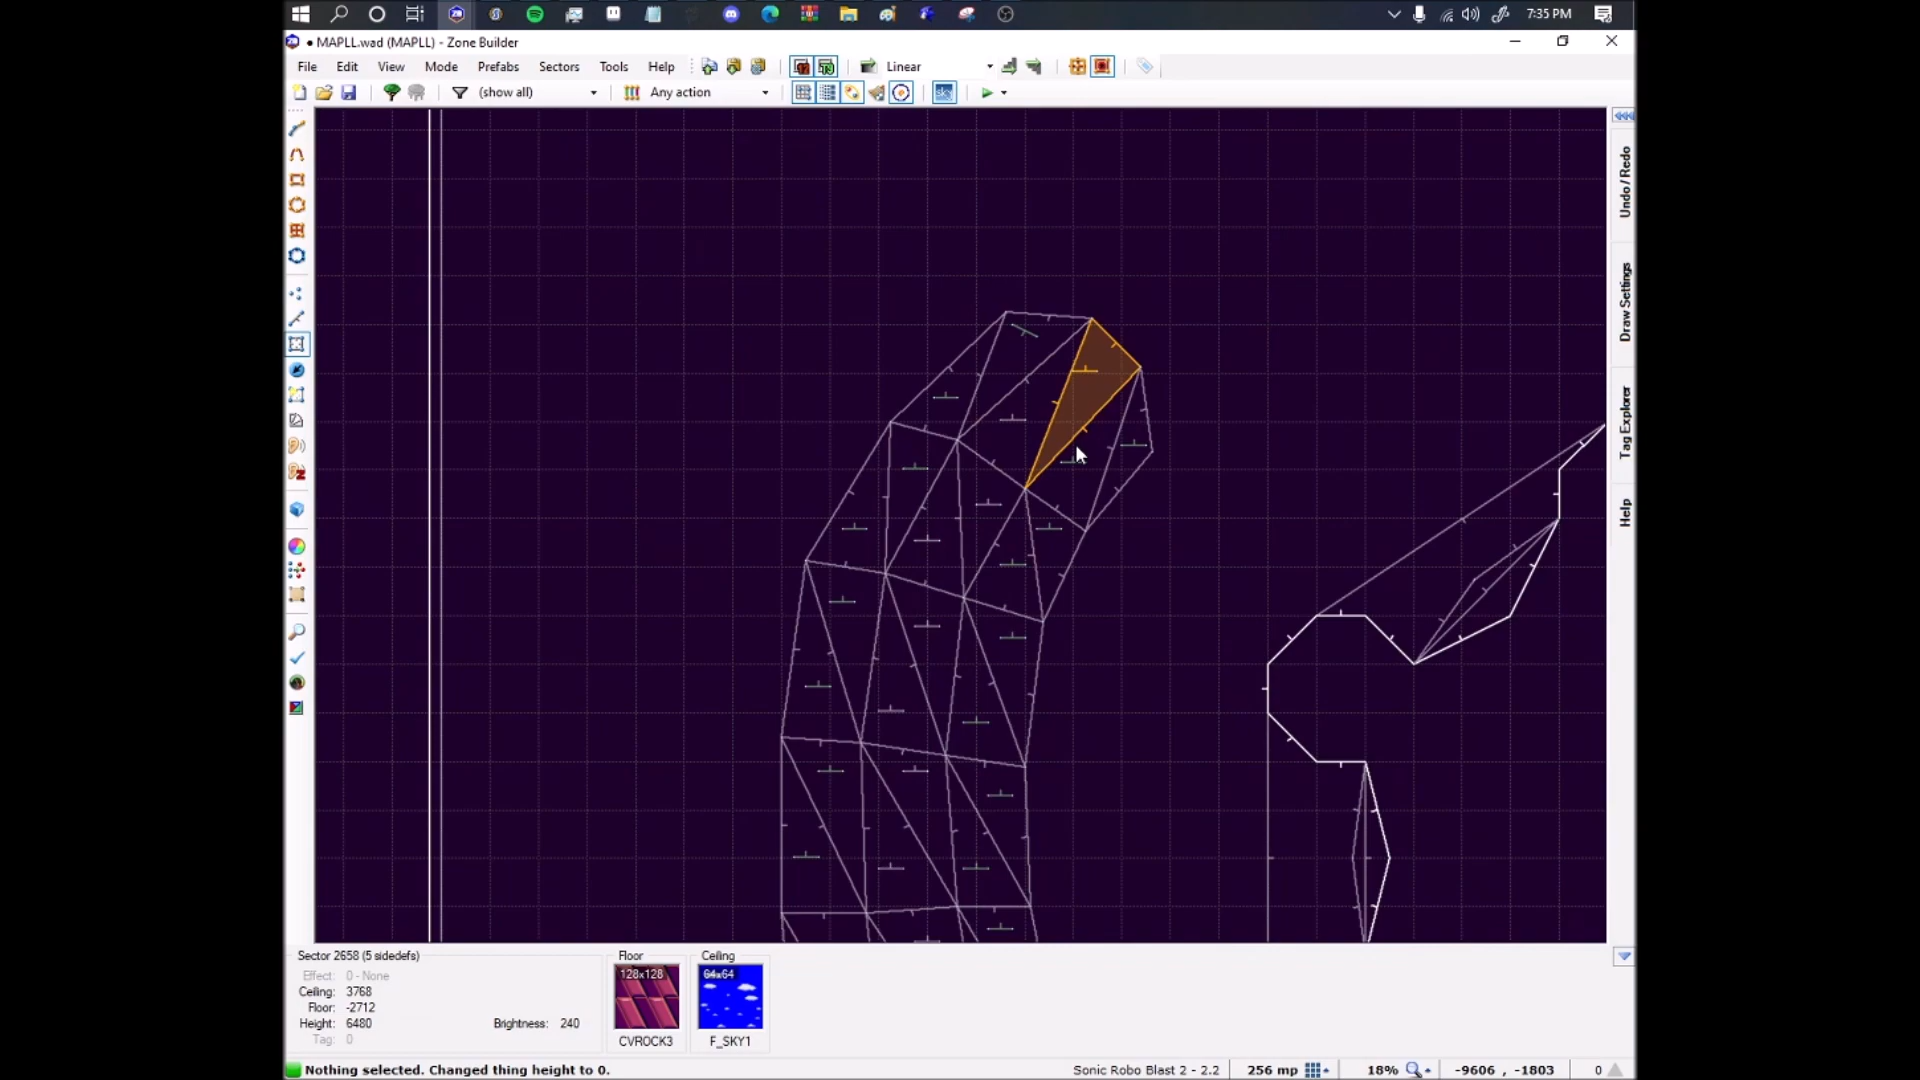 7:35 PM
• MAPLL.wad (MAPLL) - Zone Builder
File Edit View Mode Prefabs Sectors Tools Help Linear
(show all) Any action
Undo / Redo
Draw Settings
Tag Explorer
Help
Sector 2658 (5 sidedefs)
Effect: 0 - None
Ceiling: 3768
Floor: -2712
Height: 6480
Brightness: 240
Tag: 0
Floor
128x128
CVROCK3
Ceiling
64x64
F_SKY1
Nothing selected. Changed thing height to 0.
Sonic Robo Blast 2 - 2.2
256 mp
18%
-9606 , -1803
0